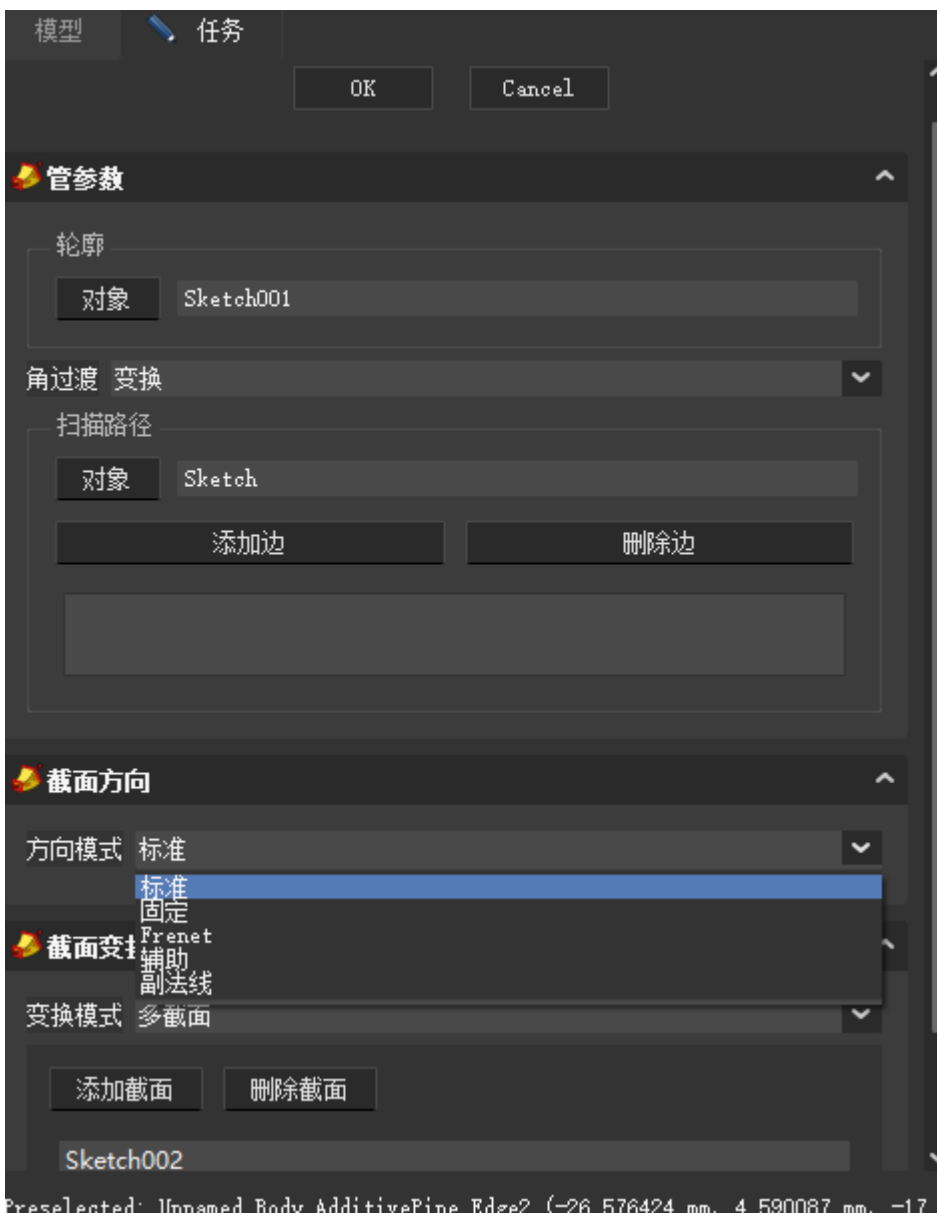 模型 任务
OK Cancel
管参数
轮廓
对象 Sketch001
角过渡 变换
扫描路径
对象 Sketch
添加边 删除边
截面方向
方向模式 标准
标准
固定
Frenet
辅助
副法线
截面变
变换模式 多截面
添加截面 删除截面
Sketch002
Preselected: Unnamed.Body.AdditivePipe.Edge2 (-26.576424 mm, 4.590087 mm, -17